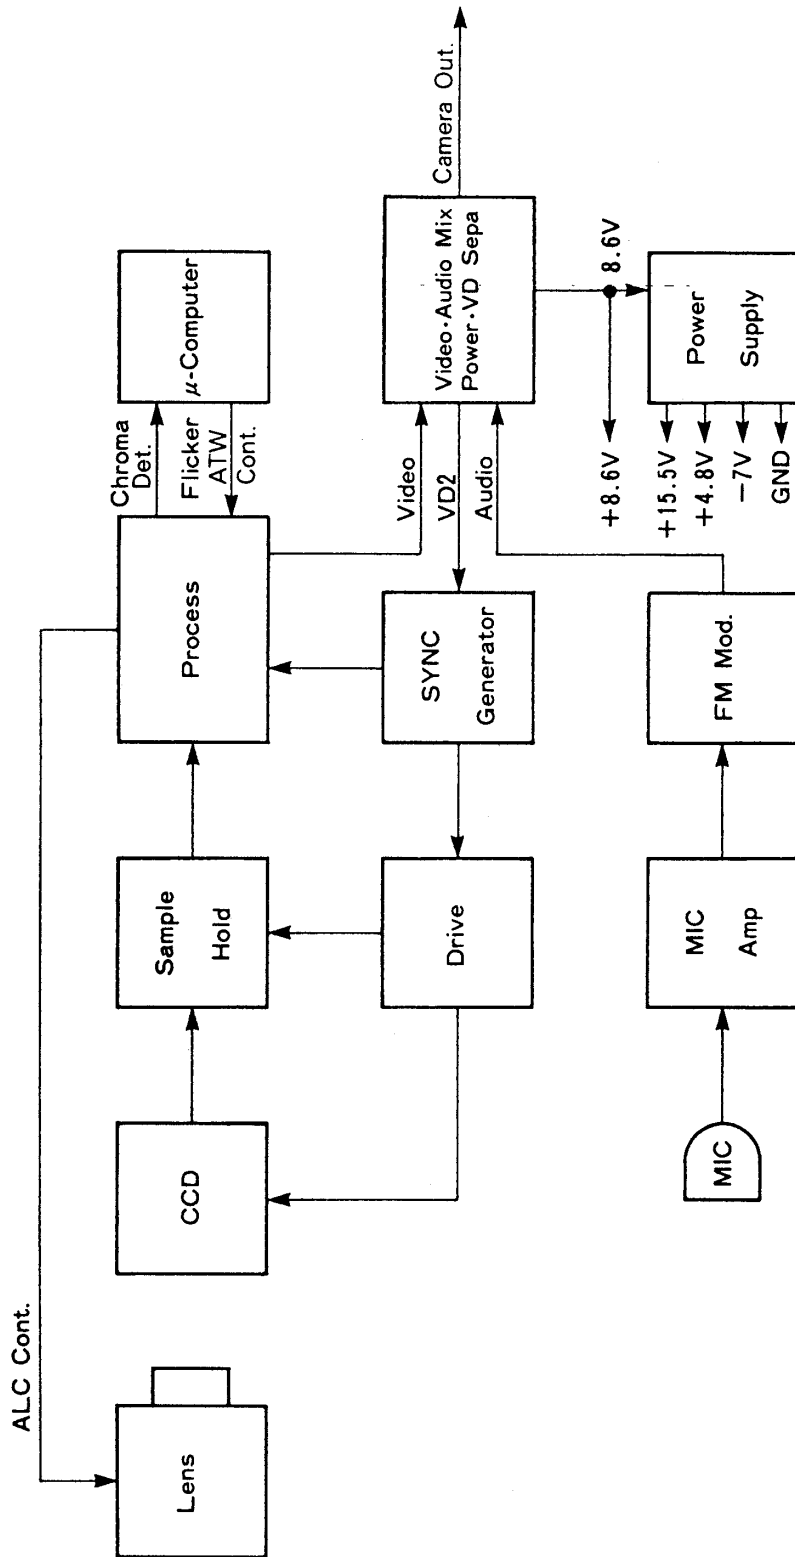 ALC Cont.
Lens
CCD
Sample
Hold
Process
Chroma
Det.
Flicker
ATW
Cont.
μ-Computer
Drive
SYNC
Generator
Video
VD2
Audio
Video·Audio Mix
Power·VD Sepa
Camera Out.
MIC
MIC
Amp
FM Mod.
+8.6V
8.6V
+15.5V
+4.8V
−7V
GND
Power
Supply